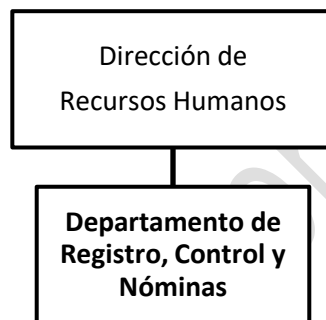 Dirección de
Recursos Humanos
Departamento de
Registro, Control y
Nóminas